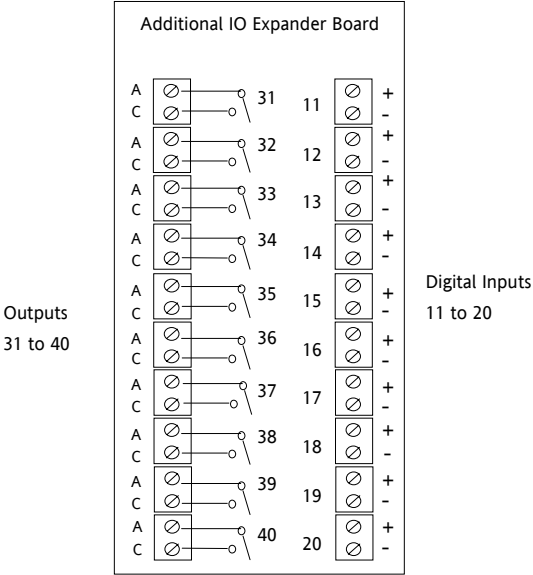 Additional IO Expander Board
A 31 11 +
C -
A 32 12 +
C -
A 33 13 +
C -
A 34 14 +
C -
A 35 15 +
C -
A 36 16 +
C -
A 37 17 +
C -
A 38 18 +
C -
A 39 19 +
C -
A 40 20 +
C -
Outputs
31 to 40
Digital Inputs
11 to 20